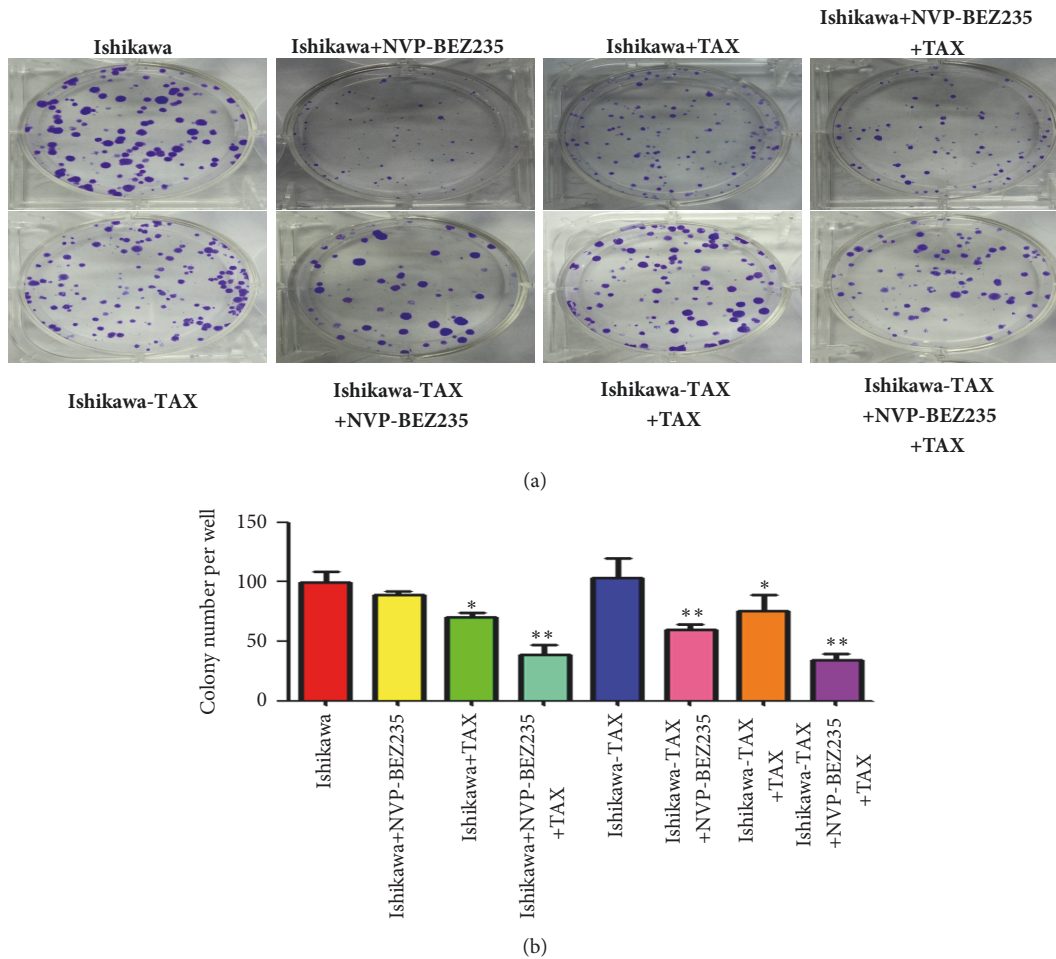 Ishikawa
Ishikawa+NVP-BEZ235
Ishikawa+TAX
Ishikawa+NVP-BEZ235
+TAX
Ishikawa-TAX
Ishikawa-TAX
+NVP-BEZ235
Ishikawa-TAX
+TAX
Ishikawa-TAX
+NVP-BEZ235
+TAX
(a)
Colony number per well
150
100
50
0
*
**
**
*
**
Ishikawa
Ishikawa+NVP-BEZ235
Ishikawa+TAX
Ishikawa+NVP-BEZ235
+TAX
Ishikawa-TAX
Ishikawa-TAX
+NVP-BEZ235
Ishikawa-TAX
+TAX
Ishikawa-TAX
+NVP-BEZ235
+TAX
(b)